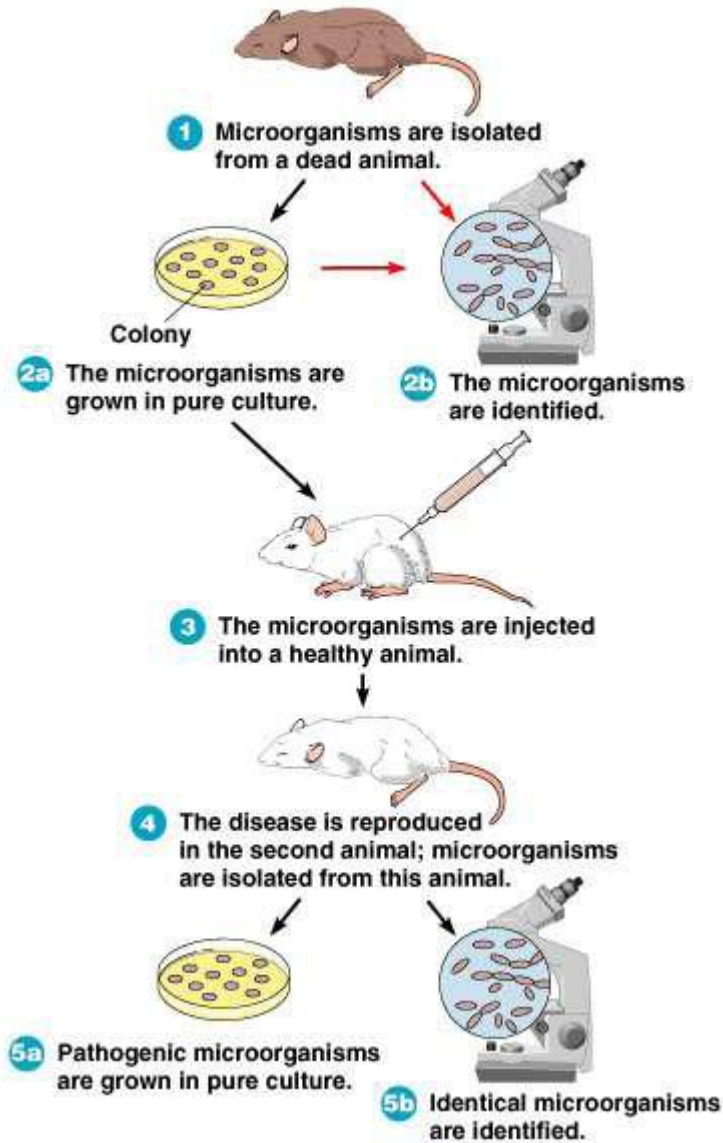 1 Microorganisms are isolated
from a dead animal.
Colony
2a The microorganisms are
grown in pure culture.
2b The microorganisms
are identified.
3 The microorganisms are injected
into a healthy animal.
4 The disease is reproduced
in the second animal; microorganisms
are isolated from this animal.
5a Pathogenic microorganisms
are grown in pure culture.
5b Identical microorganisms
are identified.